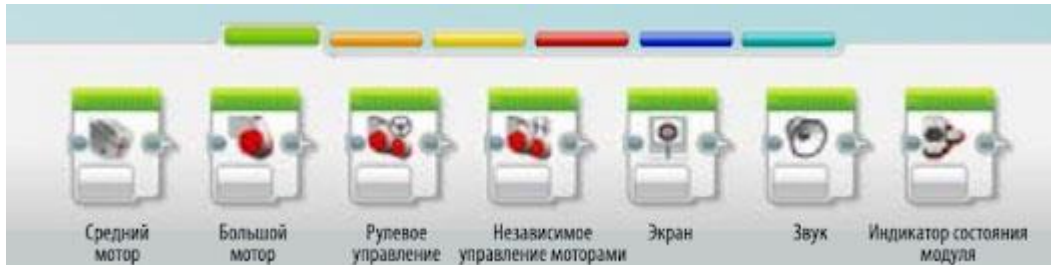 Средний мотор
Большой мотор
Рулевое управление
Независимое управление моторами
Экран
Звук
Индикатор состояния модуля